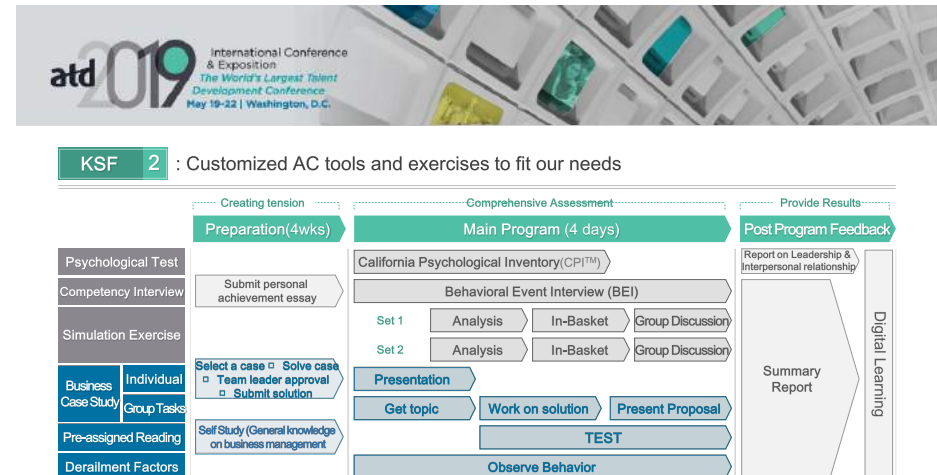 atd 2019
International Conference
& Exposition
The World's Largest Talent
Development Conference
May 19-22 | Washington, D.C.
KSF 2 : Customized AC tools and exercises to fit our needs
Creating tension
Comprehensive Assessment
Provide Results
Preparation(4wks)
Main Program (4 days)
Post Program Feedback
Psychological Test
California Psychological Inventory(CPI™)
Report on Leadership &
Interpersonal relationship
Competency Interview
Submit personal
achievement essay
Behavioral Event Interview (BEI)
Simulation Exercise
Set 1
Analysis
In-Basket
Group Discussion
Set 2
Analysis
In-Basket
Group Discussion
Summary
Report
Digital Learning
Business
Case Study
Individual
Group Tasks
Select a case ▫ Solve case
▫ Team leader approval
▫ Submit solution
Presentation
Get topic
Work on solution
Present Proposal
Pre-assigned Reading
Self Study (General knowledge
on business management
TEST
Derailment Factors
Observe Behavior